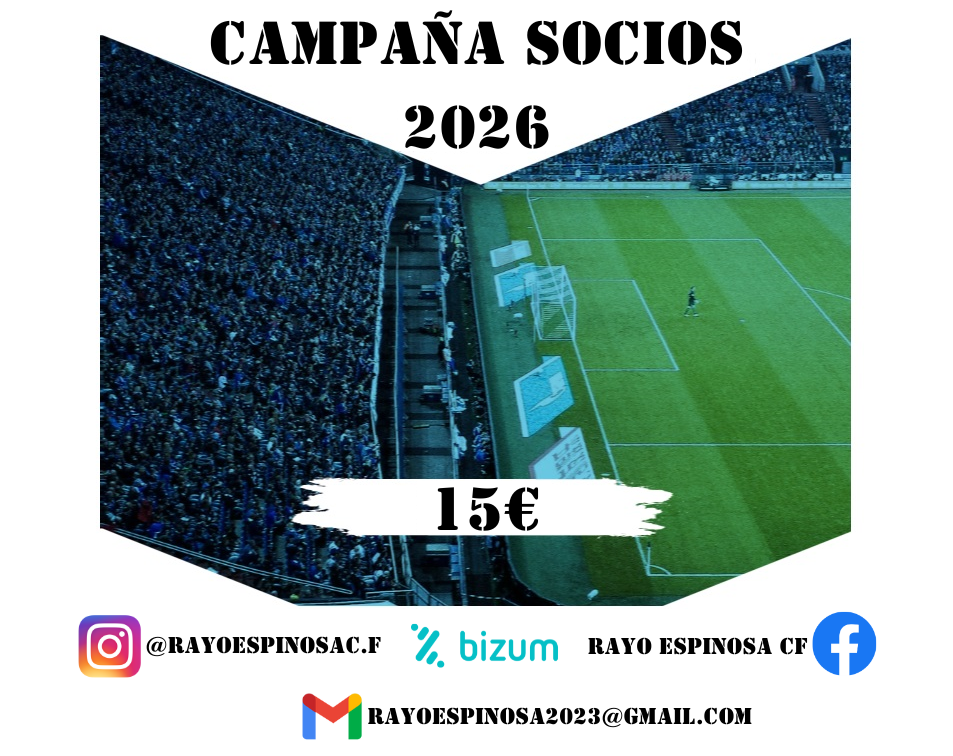 CAMPAÑA SOCIOS
2026
15€
@RAYOESPINOSAC.F
bizum
RAYO ESPINOSA CF
RAYOESPINOSA2023@GMAIL.COM